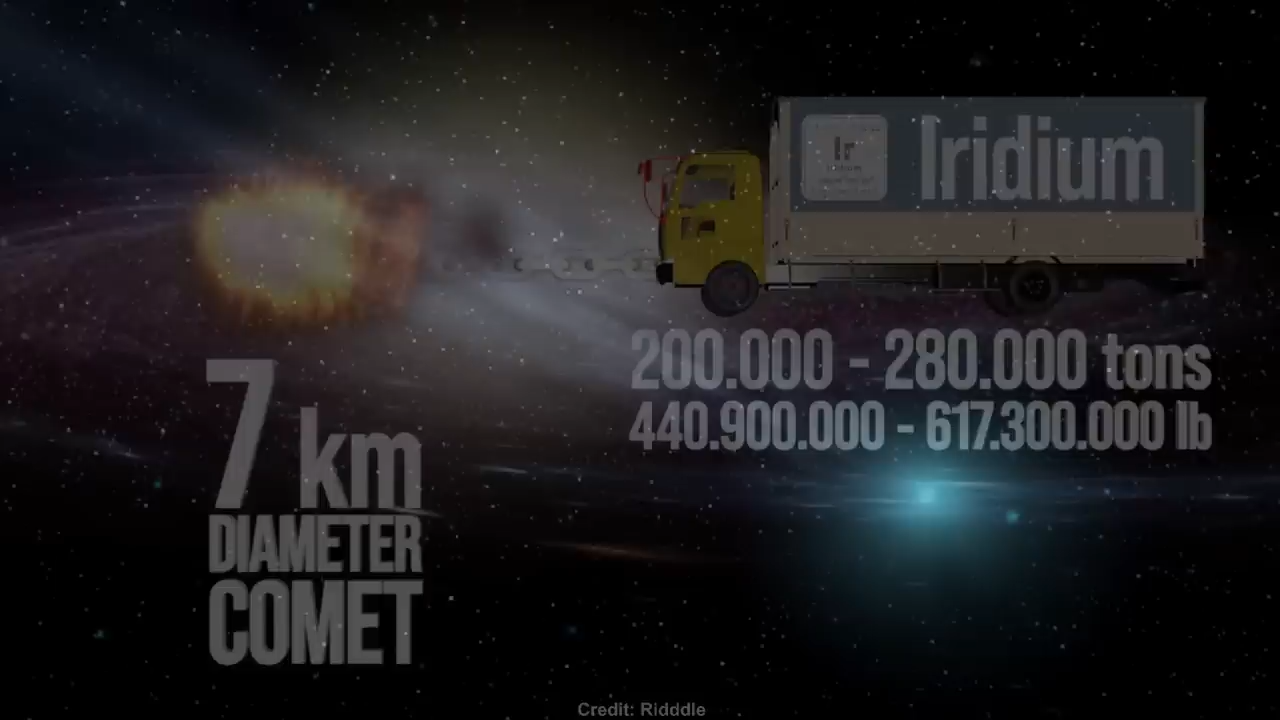 Ir
Iridium
200.000 - 280.000 tons
440.900.000 - 617.300.000 lb
7 km
DIAMETER
COMET
Credit: Ridddle